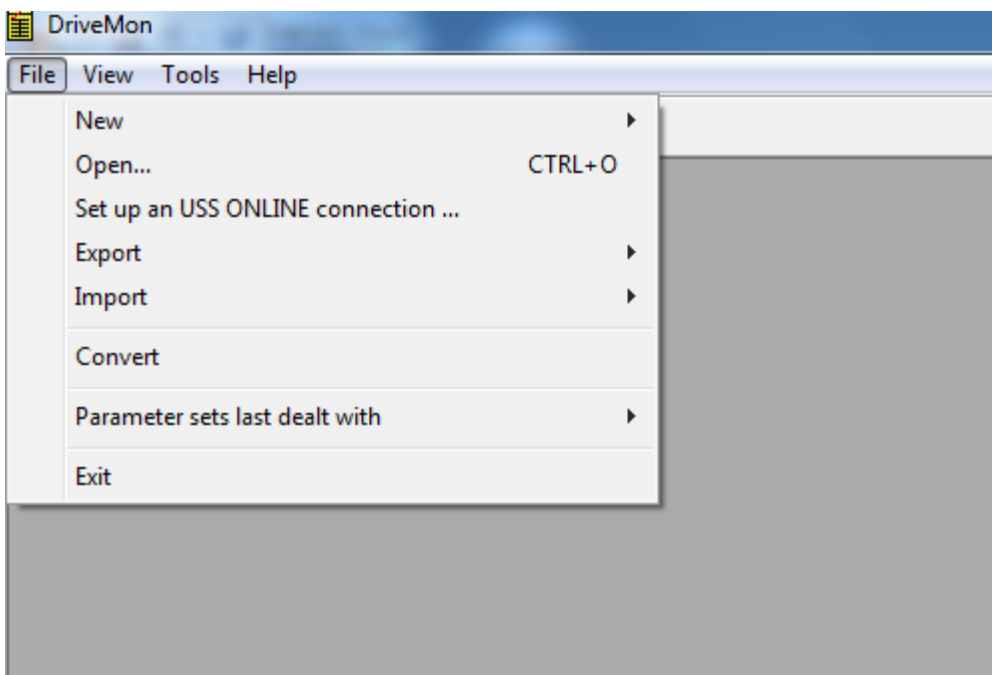 DriveMon
File View Tools Help
New
Open... CTRL+O
Set up an USS ONLINE connection ...
Export
Import
Convert
Parameter sets last dealt with
Exit